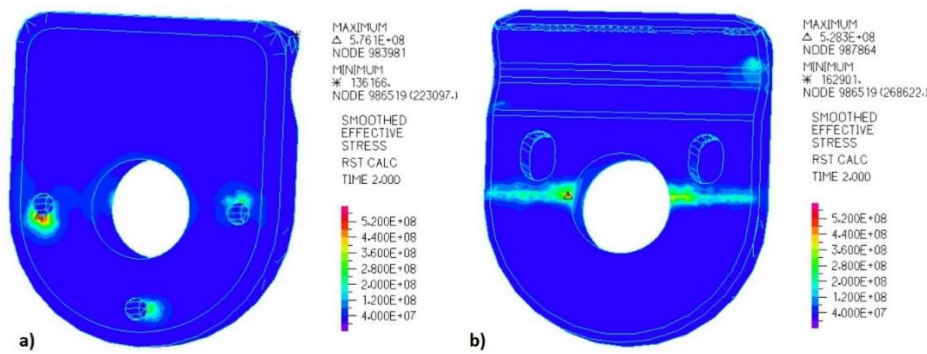 MAXIMUM
△ 5.761E+08
NODE 983981
MINIMUM
* 136166.
NODE 986519 (223097.)
SMOOTHED
EFFECTIVE
STRESS
RST CALC
TIME 2.000
5.200E+08
4.400E+08
3.600E+08
2.800E+08
2.000E+08
1.200E+08
4.000E+07
a)
MAXIMUM
△ 5.283E+08
NODE 987864
MINIMUM
* 162901.
NODE 986519 (268622.)
SMOOTHED
EFFECTIVE
STRESS
RST CALC
TIME 2.000
5.200E+08
4.400E+08
3.600E+08
2.800E+08
2.000E+08
1.200E+08
4.000E+07
b)